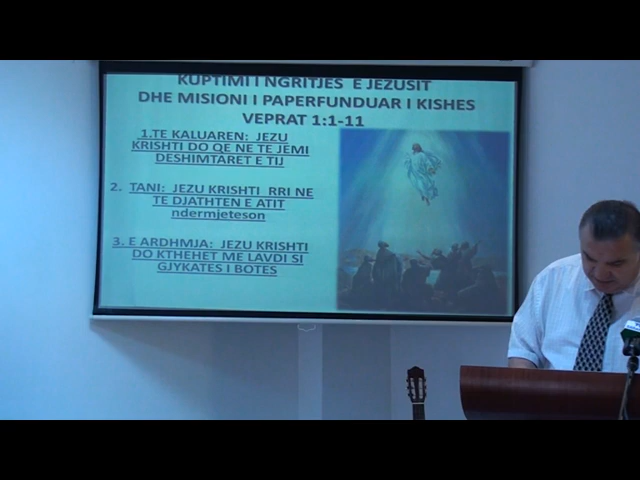 KUPTIMI I NGRITJES E JEZUSIT
DHE MISIONI I PAPERFUNDUAR I KISHES
VEPRAT 1:1-11
1.TE KALUAREN: JEZU
KRISHTI DO QE NE TE JEMI
DESHIMTARET E TIJ
2. TANI: JEZU KRISHTI RRI NE
TE DJATHTEN E ATIT
ndermjeteson
3. E ARDHMJA: JEZU KRISHTI
DO KTHEHET ME LAVDI SI
GJYKATES I BOTES